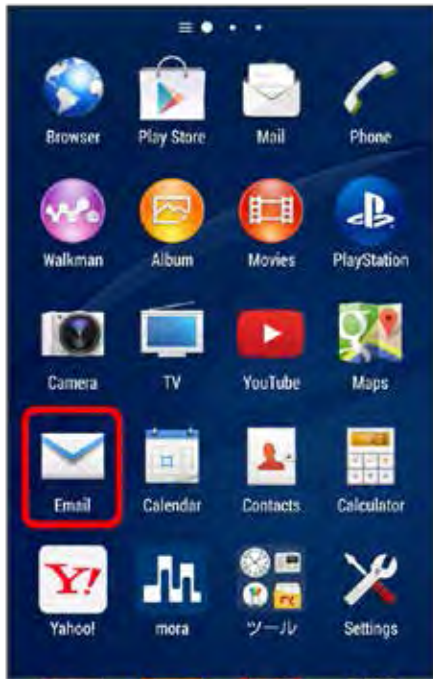 Browser Play Store Mail Phone
Walkman Album Movies PlayStation
Camera TV YouTube Maps
Email Calendar Contacts Calculator
Y!
Yahoo! mora ツール Settings